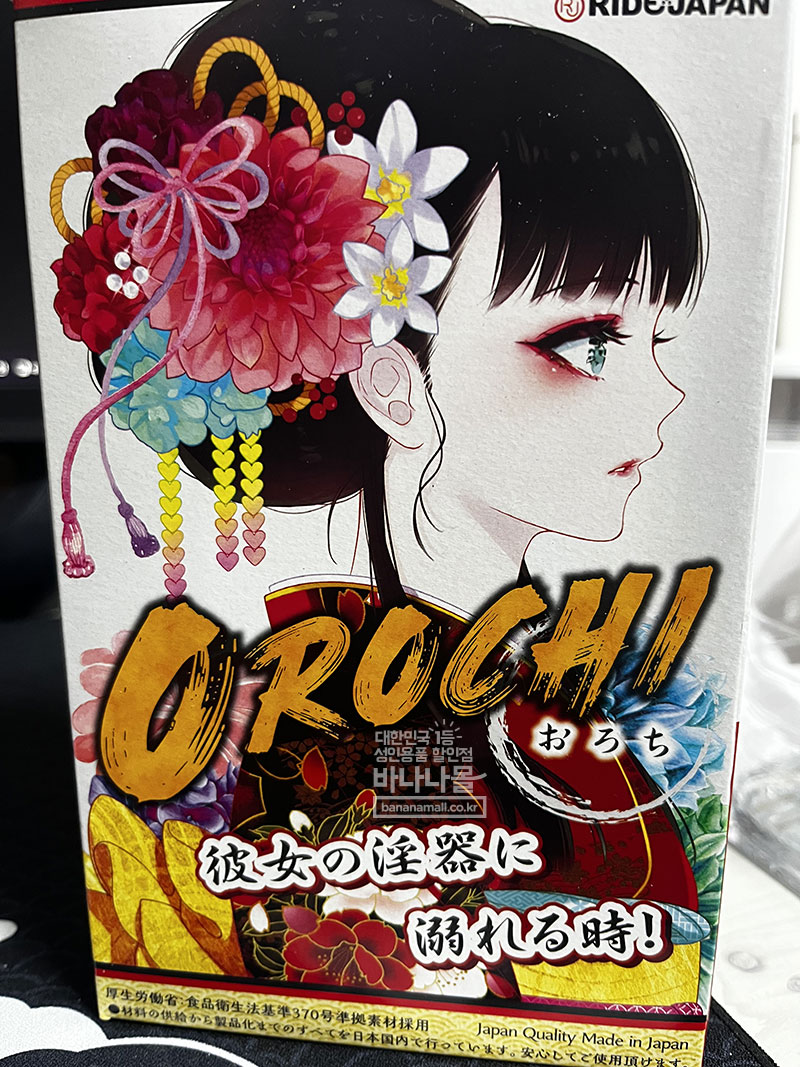 RIDEJAPAN
OROCHI
おろち
대한민국 1등
성인용품 할인점
바나나몰
bananamall.co.kr
彼女の淫器に
溺れる時!
厚生労働省:食品衛生法基準370号準拠素材採用
●材料の供給から製品化までのすべてを日本国内で行っています。安心してご使用頂けます。
Japan Quality Made in Japan